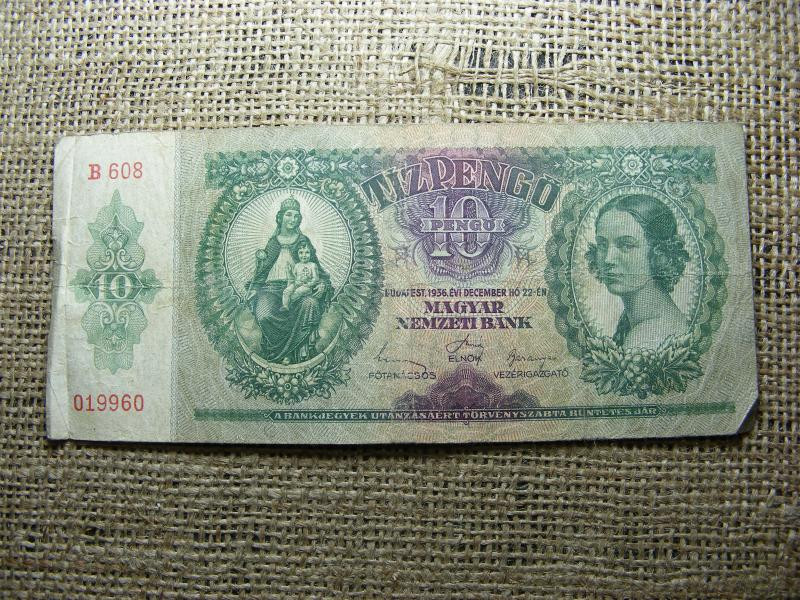 B 608
TÍZPENGŐ
10
PENGŐ
10
BUDAPEST, 1936. ÉVI DECEMBER HÓ 22-ÉN
MAGYAR
NEMZETI BANK
ELNÖK
FŐTANÁCSOS VEZÉRIGAZGATÓ
019960
A BANKJEGYEK UTÁNZÁSÁÉRT TÖRVÉNYSZABTA BÜNTETÉS JÁR